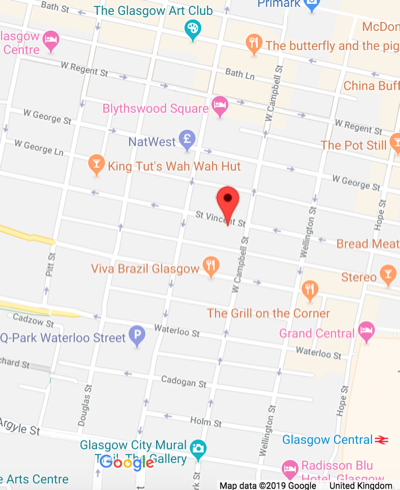 Bath St
Primark
The Glasgow Art Club
McDon
Glasgow
Centre
The butterfly and the pig
W Regent St
Bath Ln
W Campbell St
China Buff
Blythswood Square
W George St
W Regent St
NatWest
The Pot Still
W George Ln
King Tut's Wah Wah Hut
W George St
St Vincent St
Wellington St
Hope St
Bread Meat
Pitt St
Viva Brazil Glasgow
W Campbell St
Stereo
The Grill on the Corner
Cadzow St
Waterloo St
Grand Central
Q-Park Waterloo Street
Waterloo St
chard St
Cadogan St
Douglas St
Hope St
Argyle St
Holm St
Wellington St
Glasgow Central
Glasgow City Mural
Trail, The Gallery
Google
Radisson Blu
Hotel, Glasgow
e Arts Centre
rk St
Map data ©2019 Google United Kingdom